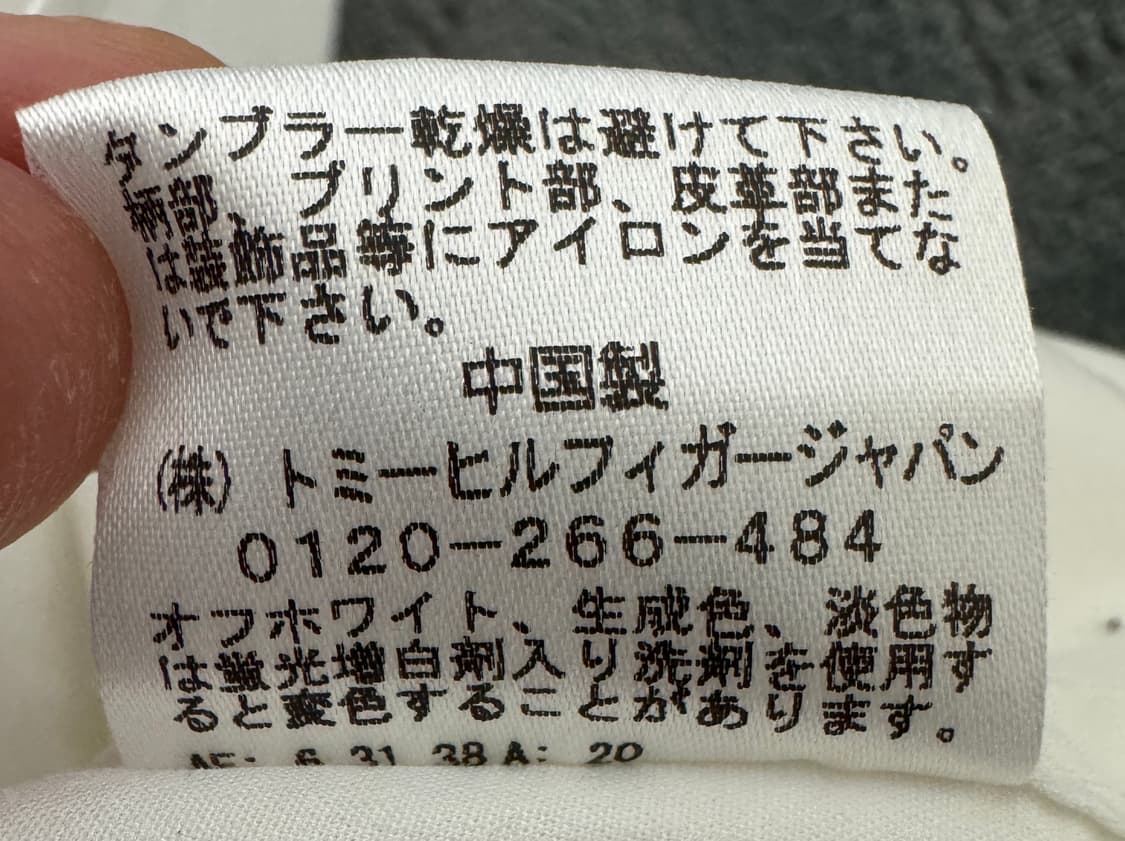 タンブラー乾燥は避けて下さい。
柄部、プリント部、皮革部また
は装飾品等にアイロンを当てな
いで下さい。
中国製
(株) トミーヒルフィガージャパン
0120-266-484
オフホワイト、生成色、淡色物
は蛍光増白剤入り洗剤を使用す
ると変色することがあります。
AF: 6 31 38 A: 20